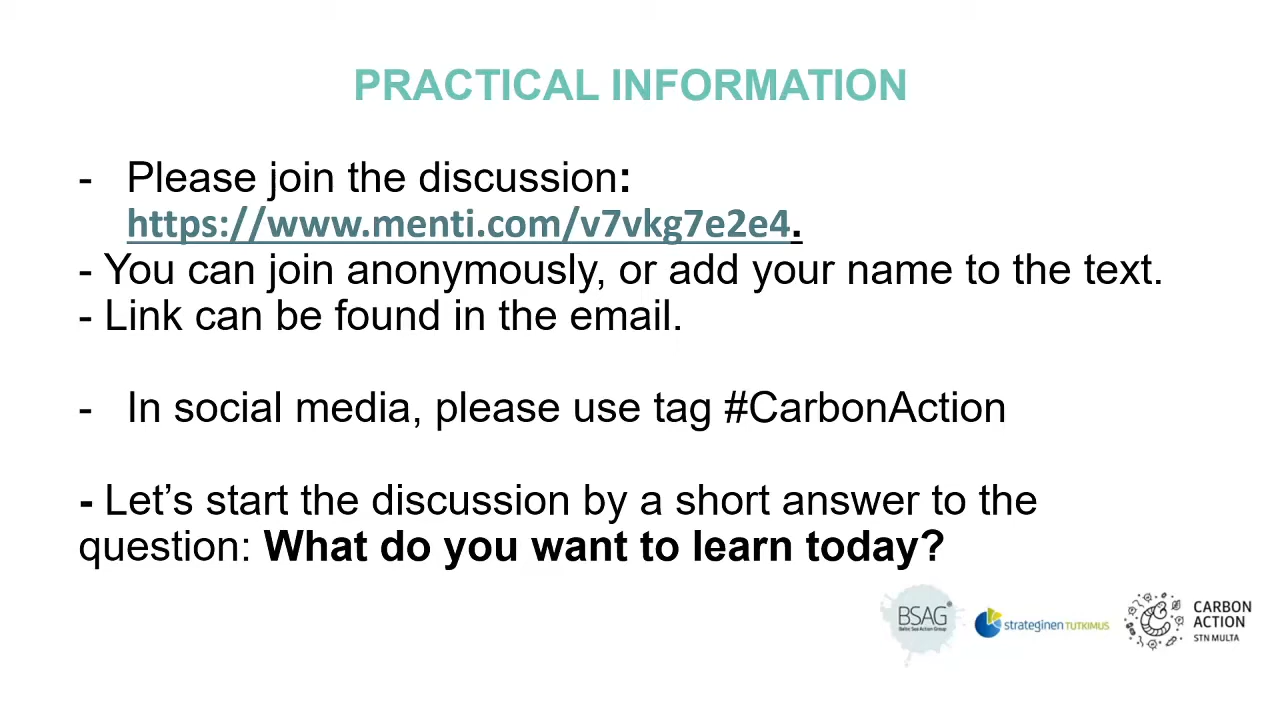 PRACTICAL INFORMATION
- Please join the discussion:
https://www.menti.com/v7vkg7e2e4.
- You can join anonymously, or add your name to the text.
- Link can be found in the email.
- In social media, please use tag #CarbonAction
- Let’s start the discussion by a short answer to the
question: What do you want to learn today?
BSAG®
Baltic Sea Action Group
strateginen TUTKIMUS
CARBON
ACTION
STN MULTA